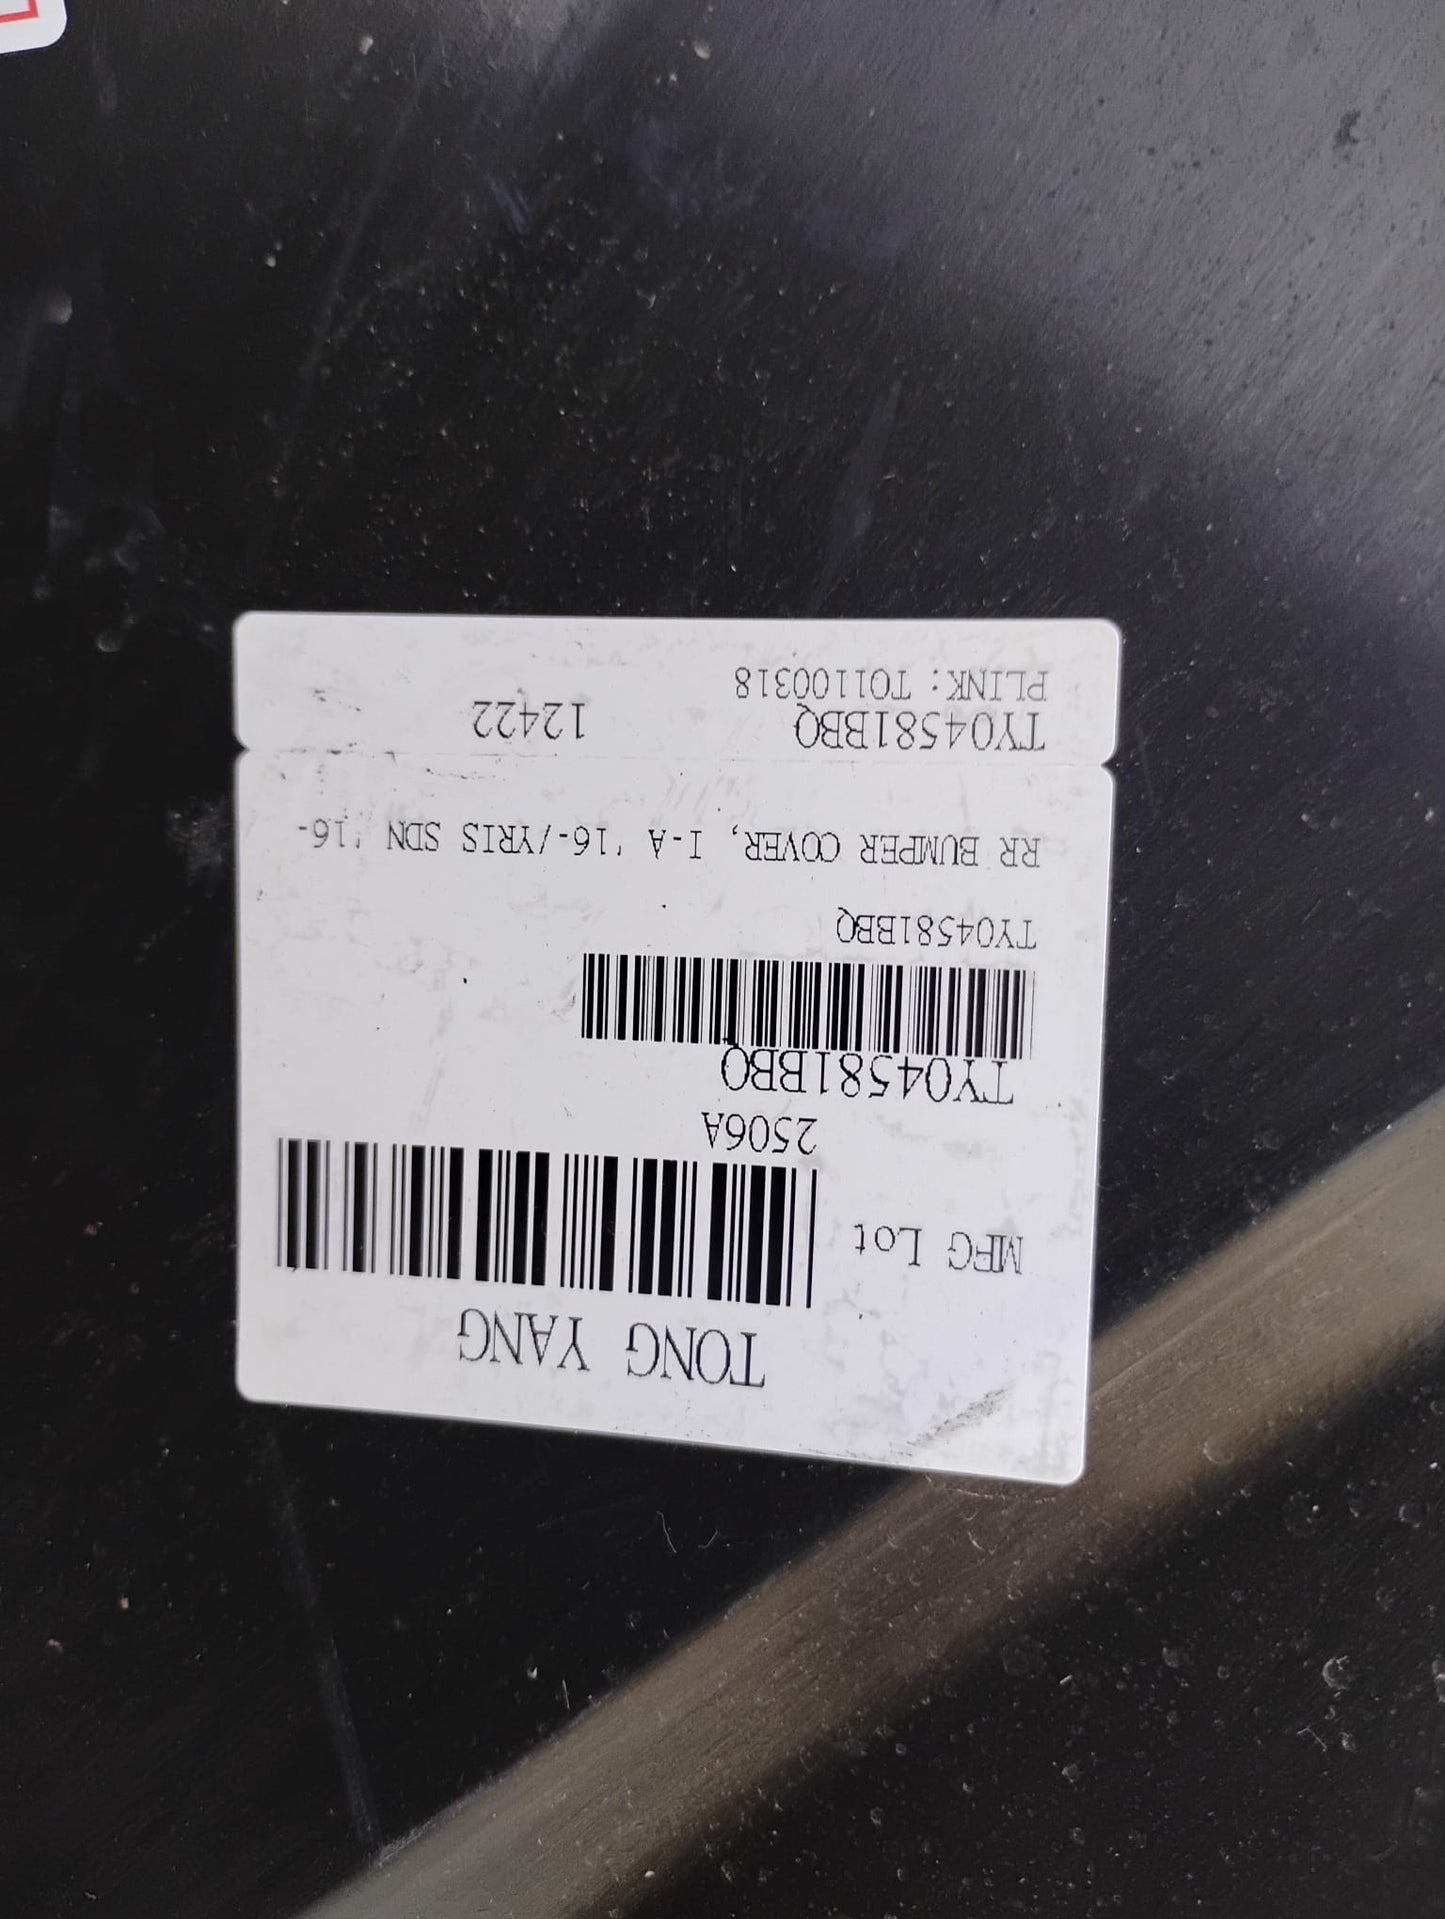 TONG YANG
MFG Lot
2506A
TY04581BBQ
TY04581BBQ
RR BUMPER COVER, I-A '16-/YRIS SDN '16-
TY04581BBQ 12422
PLINK: TO1100318